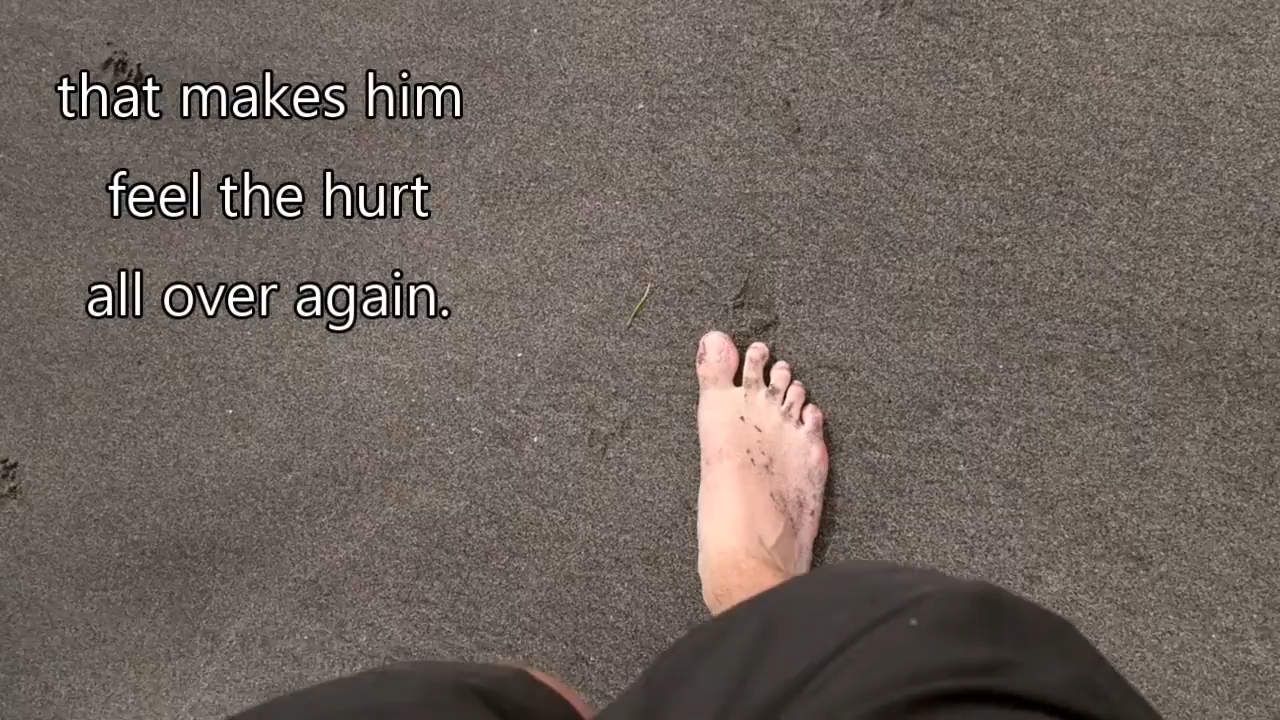 that makes him
feel the hurt
all over again.